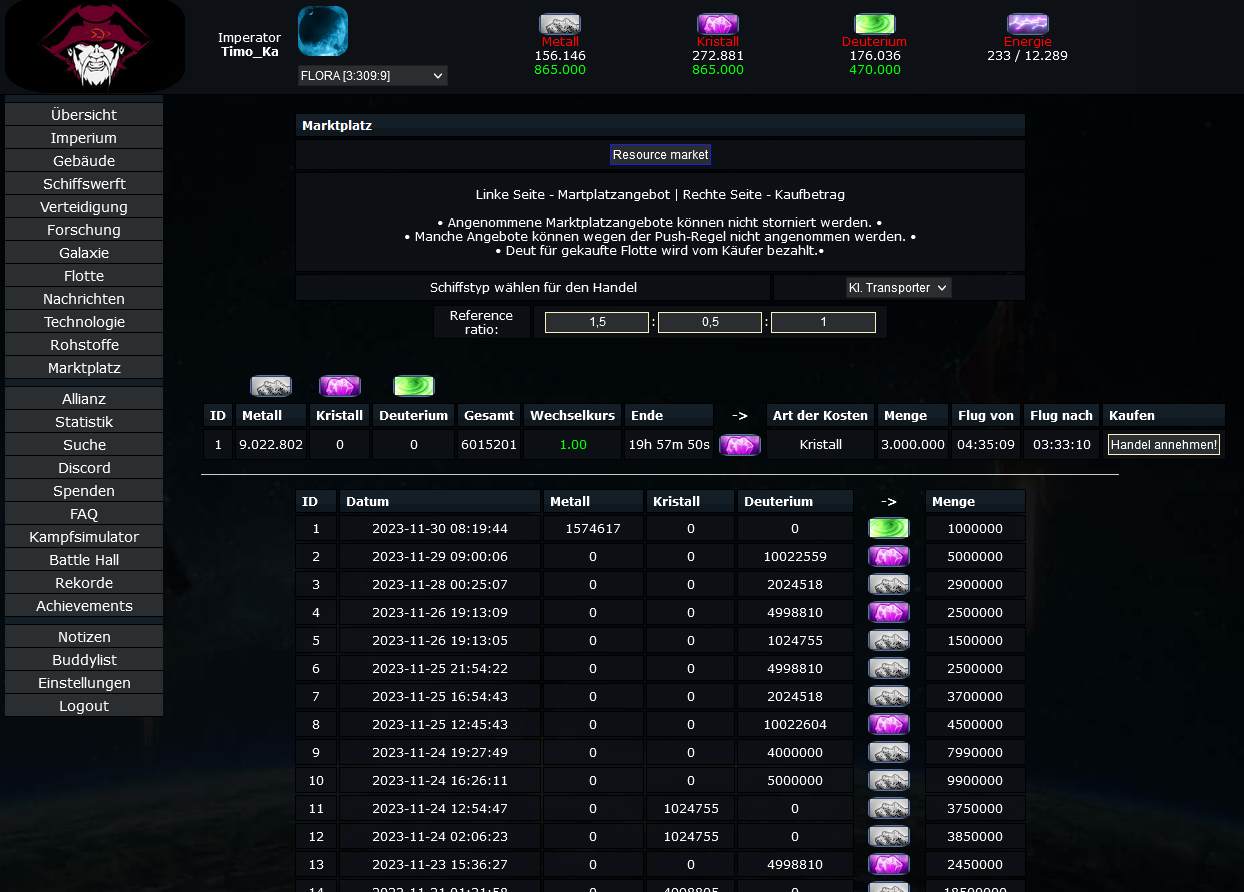 Imperator
Timo_Ka
FLORA [3:309:9]
Metall
156.146
865.000
Kristall
272.881
865.000
Deuterium
176.036
470.000
Energie
233 / 12.289
Übersicht
Imperium
Gebäude
Schiffswerft
Verteidigung
Forschung
Galaxie
Flotte
Nachrichten
Technologie
Rohstoffe
Marktplatz
Allianz
Statistik
Suche
Discord
Spenden
FAQ
Kampfsimulator
Battle Hall
Rekorde
Achievements
Notizen
Buddylist
Einstellungen
Logout
Marktplatz
Resource market
Linke Seite - Martplatzangebot | Rechte Seite - Kaufbetrag
• Angenommene Marktplatzangebote können nicht storniert werden. •
• Manche Angebote können wegen der Push-Regel nicht angenommen werden. •
• Deut für gekaufte Flotte wird vom Käufer bezahlt.•
Schiffstyp wählen für den Handel Kl. Transporter
Reference ratio: 1,5 : 0,5 : 1
ID Metall Kristall Deuterium Gesamt Wechselkurs Ende -> Art der Kosten Menge Flug von Flug nach Kaufen
1 9.022.802 0 0 6015201 1.00 19h 57m 50s Kristall 3.000.000 04:35:09 03:33:10 Handel annehmen!
ID Datum Metall Kristall Deuterium -> Menge
1 2023-11-30 08:19:44 1574617 0 0 1000000
2 2023-11-29 09:00:06 0 0 10022559 5000000
3 2023-11-28 00:25:07 0 0 2024518 2900000
4 2023-11-26 19:13:09 0 0 4998810 2500000
5 2023-11-26 19:13:05 0 0 1024755 1500000
6 2023-11-25 21:54:22 0 0 4998810 2500000
7 2023-11-25 16:54:43 0 0 2024518 3700000
8 2023-11-25 12:45:43 0 0 10022604 4500000
9 2023-11-24 19:27:49 0 0 4000000 7990000
10 2023-11-24 16:26:11 0 0 5000000 9900000
11 2023-11-24 12:54:47 0 1024755 0 3750000
12 2023-11-24 02:06:23 0 1024755 0 3850000
13 2023-11-23 15:36:27 0 0 4998810 2450000